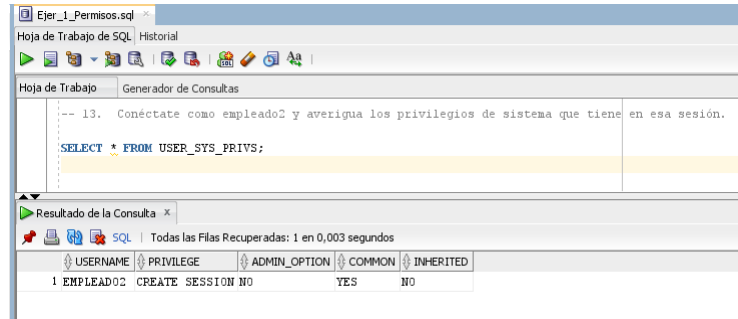 Ejer_1_Permisos.sql
Hoja de Trabajo de SQL Historial
Hoja de Trabajo Generador de Consultas
-- 13. Conéctate como empleado2 y averigua los privilegios de sistema que tiene en esa sesión.
SELECT * FROM USER_SYS_PRIVS;
Resultado de la Consulta x
SQL | Todas las Filas Recuperadas: 1 en 0,003 segundos
USERNAME PRIVILEGE ADMIN_OPTION COMMON INHERITED
1 EMPLEADO2 CREATE SESSION NO YES NO